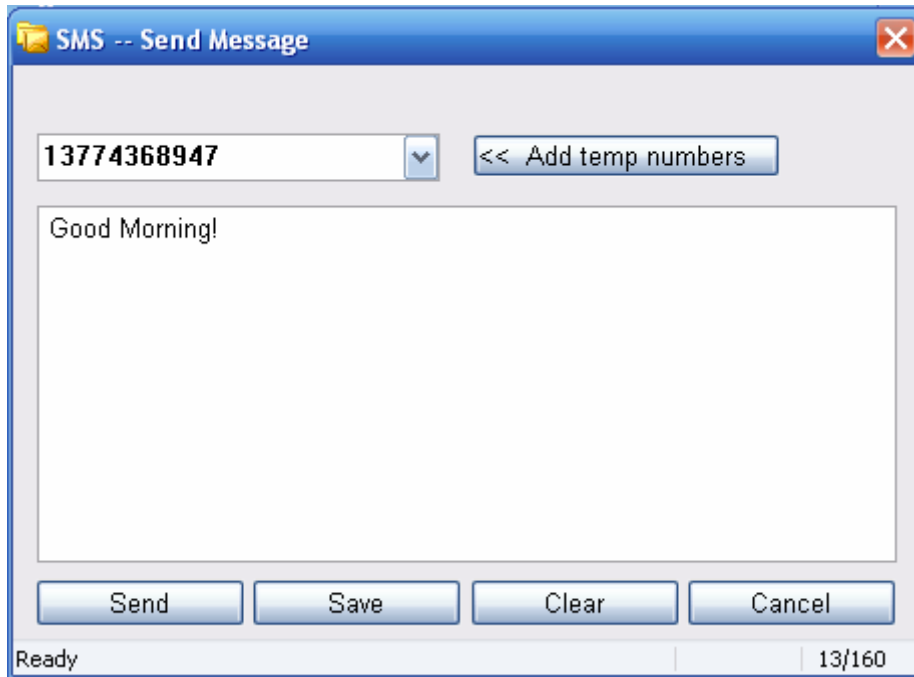 SMS -- Send Message
13774368947
<< Add temp numbers
Good Morning!
Send Save Clear Cancel
Ready 13/160